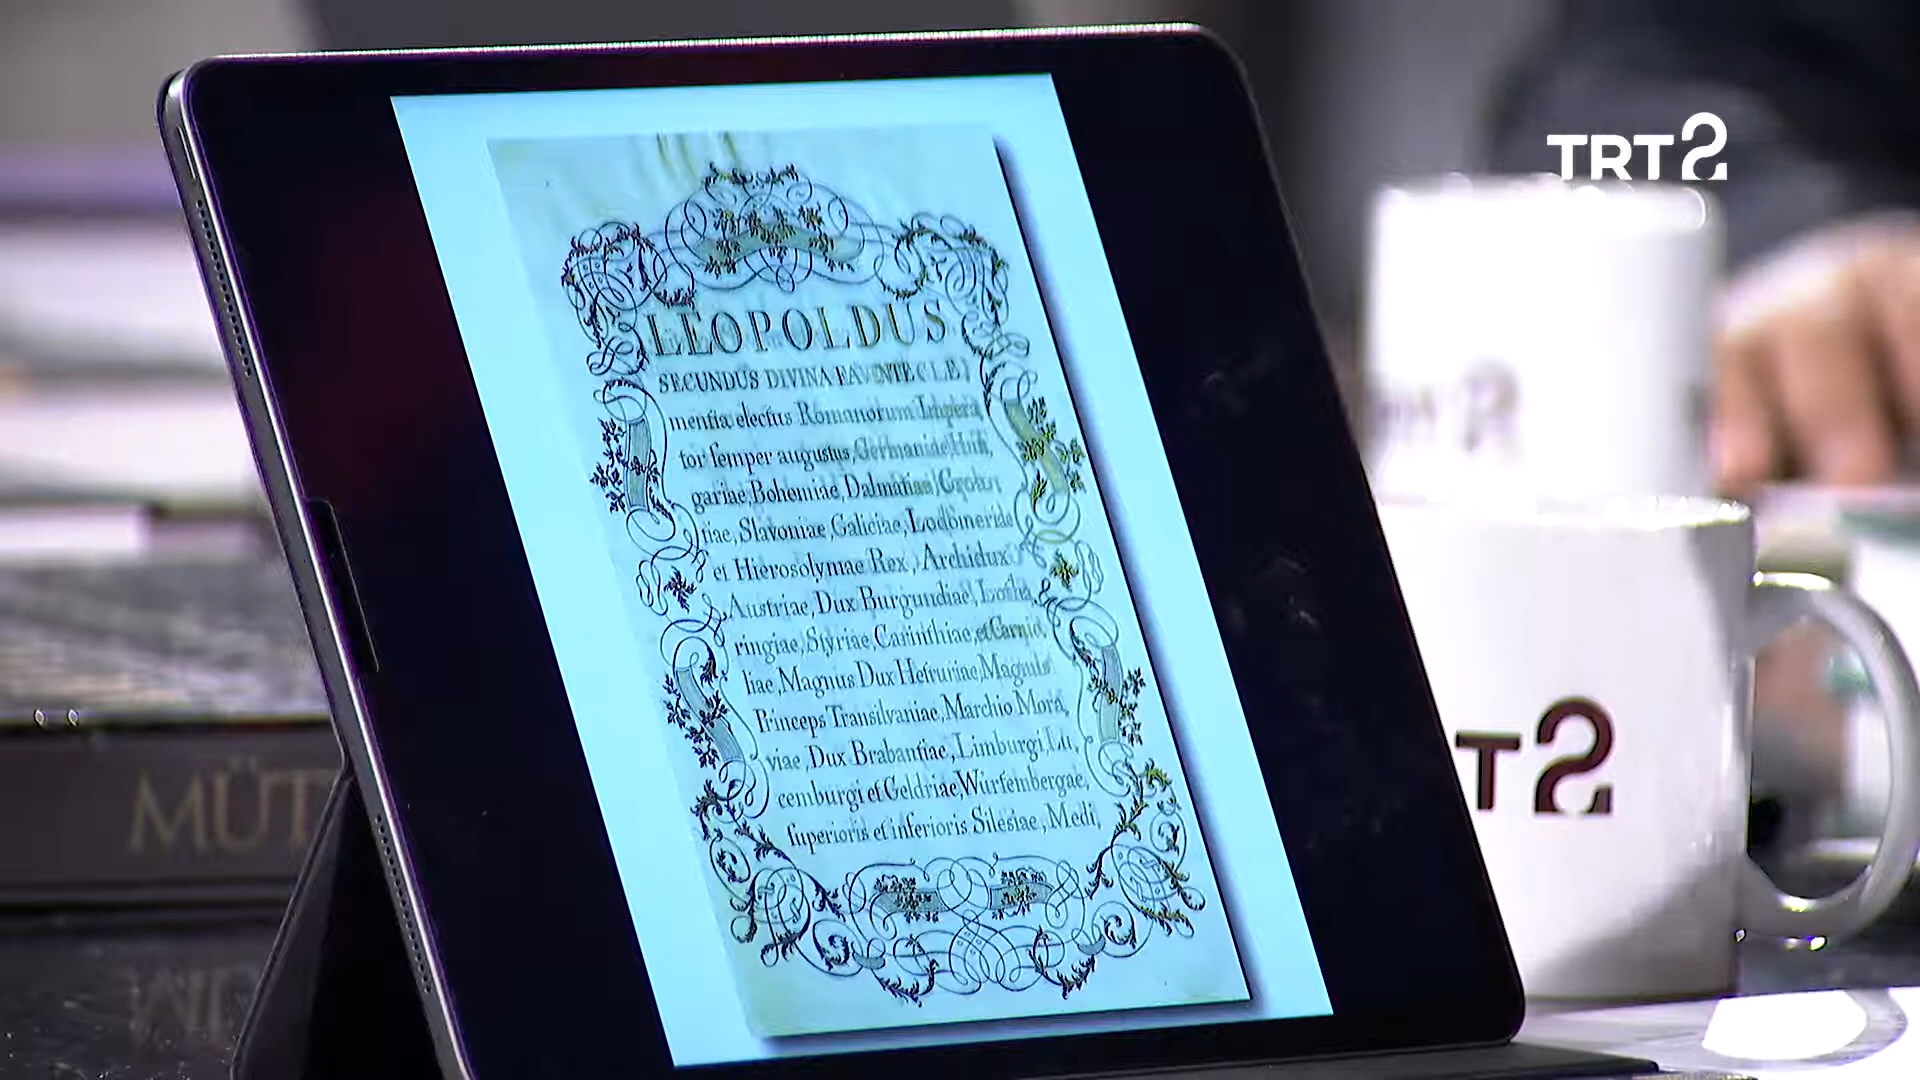 TRT2
LEOPOLDUS
SECUNDUS DIVINA FAVENTE CLE
mentia electus Romanorum Impera
tor semper augustus, Germaniae, Hun,
gariae, Bohemiae, Dalmatiae, Croa,
tiae, Slavoniae, Galiciae, Lodomeriae
et Hierosolymae Rex, Archidux
Austriae, Dux Burgundiae, Lotha,
ringiae, Styriae, Carinthiae, et Carnio,
liae, Magnus Dux Hetruriae, Magnus
Princeps Transilvaniae, Marchio Mora,
viae, Dux Brabantiae, Limburgi, Lu,
cemburgi et Geldriae, Würtembergae,
superioris et inferioris Silesiae, Medi,
T2
MÜT